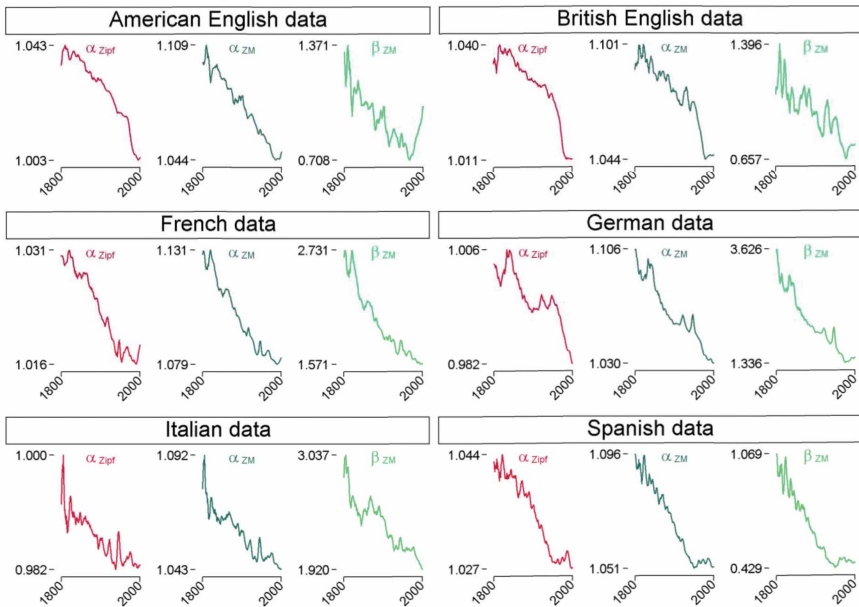 American English data
British English data
1.043 α Zipf 1.109 α ZM 1.371 β ZM 1.040 α Zipf 1.101 α ZM 1.396 β ZM
1.003 1.044 0.708 1.011 1.044 0.657
1800 2000 1800 2000 1800 2000 1800 2000 1800 2000 1800 2000
French data
German data
1.031 α Zipf 1.131 α ZM 2.731 β ZM 1.006 α Zipf 1.106 α ZM 3.626 β ZM
1.016 1.079 1.571 0.982 1.030 1.336
1800 2000 1800 2000 1800 2000 1800 2000 1800 2000 1800 2000
Italian data
Spanish data
1.000 α Zipf 1.092 α ZM 3.037 β ZM 1.044 α Zipf 1.096 α ZM 1.069 β ZM
0.982 1.043 1.920 1.027 1.051 0.429
1800 2000 1800 2000 1800 2000 1800 2000 1800 2000 1800 2000